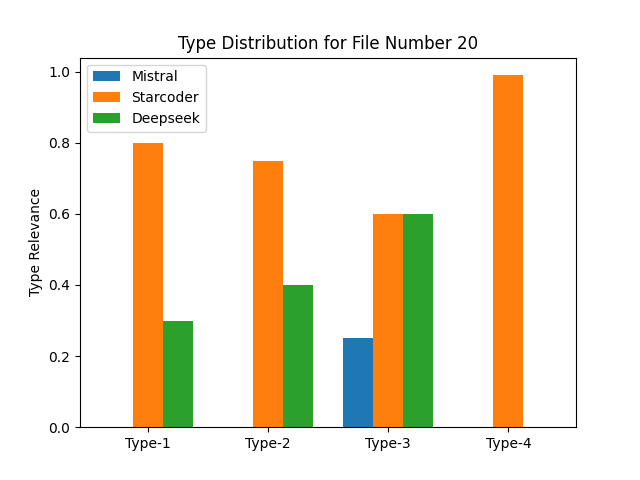 Type Distribution for File Number 20
Mistral
Starcoder
Deepseek
Type Relevance
1.0
0.8
0.6
0.4
0.2
0.0
Type-1 Type-2 Type-3 Type-4